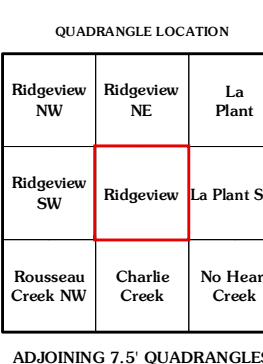 QUADRANGLE LOCATION
Ridgeview
NW
Ridgeview
NE
La
Plant
Ridgeview
SW
Ridgeview
La Plant S
Rousseau
Creek NW
Charlie
Creek
No Hear
Creek
ADJOINING 7.5' QUADRANGLES